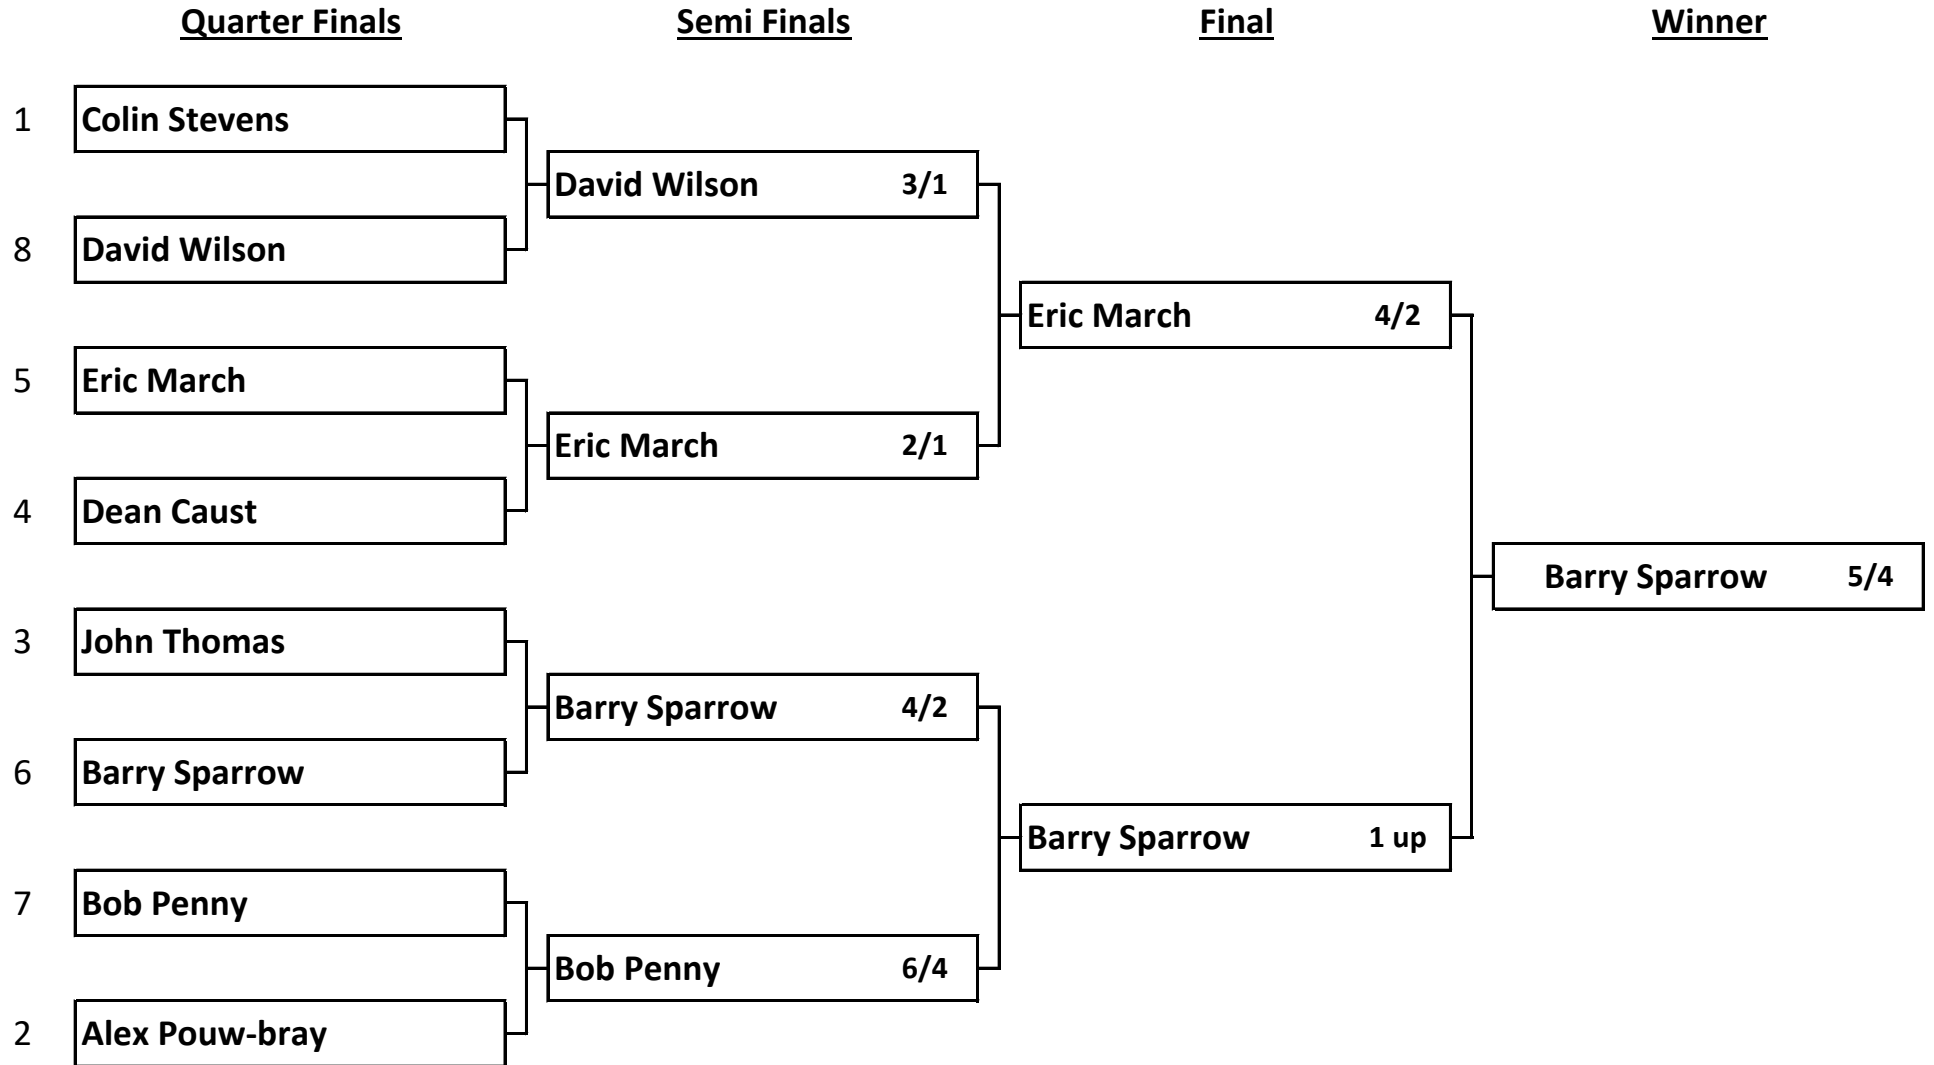 Quarter Finals Semi Finals Final Winner
1 Colin Stevens
David Wilson 3/1
8 David Wilson
Eric March 4/2
5 Eric March
Eric March 2/1
4 Dean Caust
Barry Sparrow 5/4
3 John Thomas
Barry Sparrow 4/2
6 Barry Sparrow
Barry Sparrow 1 up
7 Bob Penny
Bob Penny 6/4
2 Alex Pouw-bray